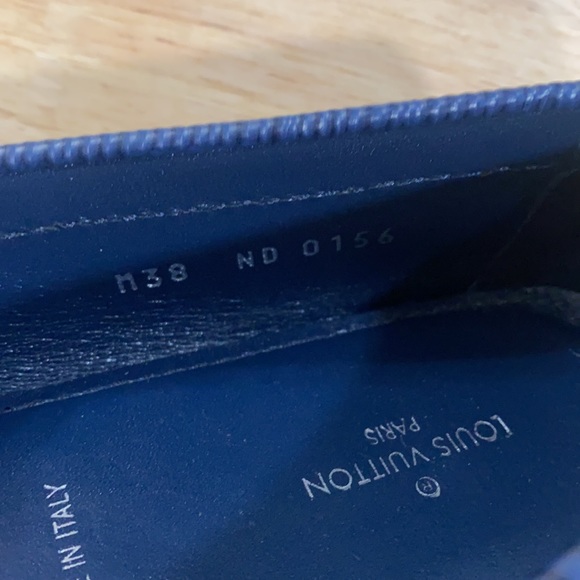 M38 ND 0156
LOUIS VUITTON
®
PARIS
IN ITALY